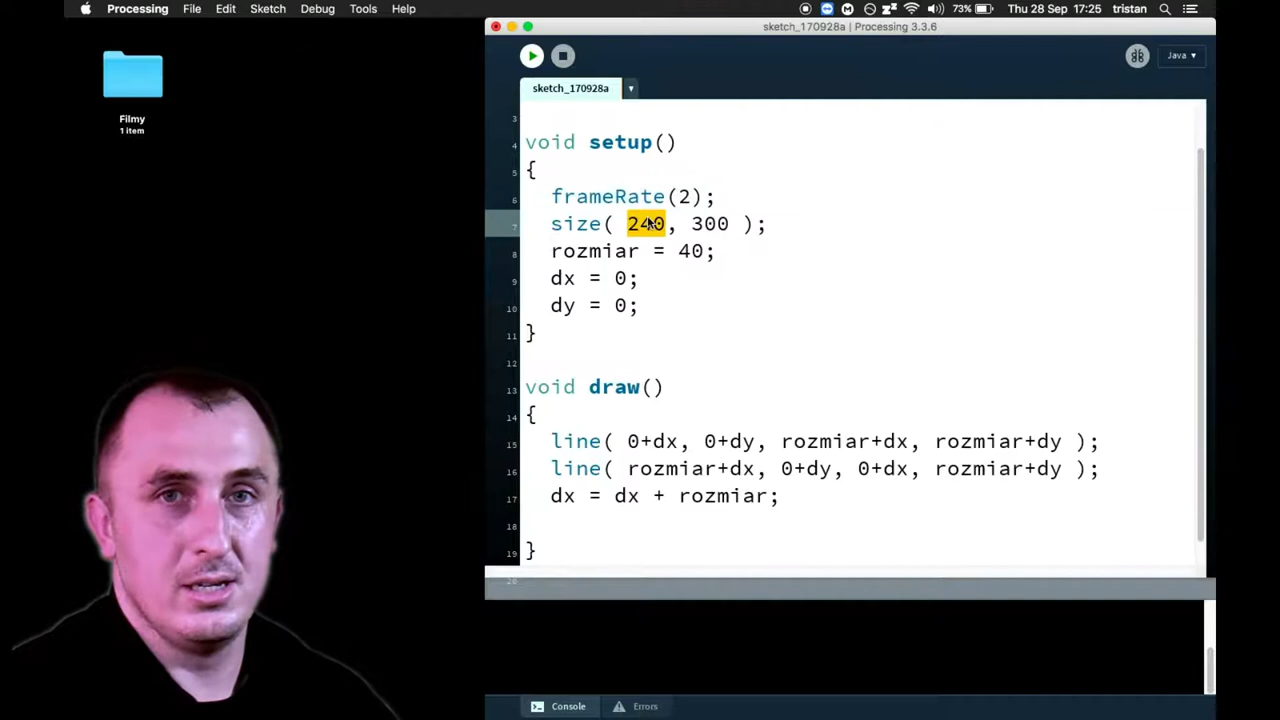 Processing File Edit Sketch Debug Tools Help 73% Thu 28 Sep 17:25 tristan
sketch_170928a | Processing 3.3.6
Filmy
1 item
Java
sketch_170928a
3
4 void setup()
5 {
6 frameRate(2);
7 size( 240, 300 );
8 rozmiar = 40;
9 dx = 0;
10 dy = 0;
11 }
12
13 void draw()
14 {
15 line( 0+dx, 0+dy, rozmiar+dx, rozmiar+dy );
16 line( rozmiar+dx, 0+dy, 0+dx, rozmiar+dy );
17 dx = dx + rozmiar;
18
19 }
20
Console Errors